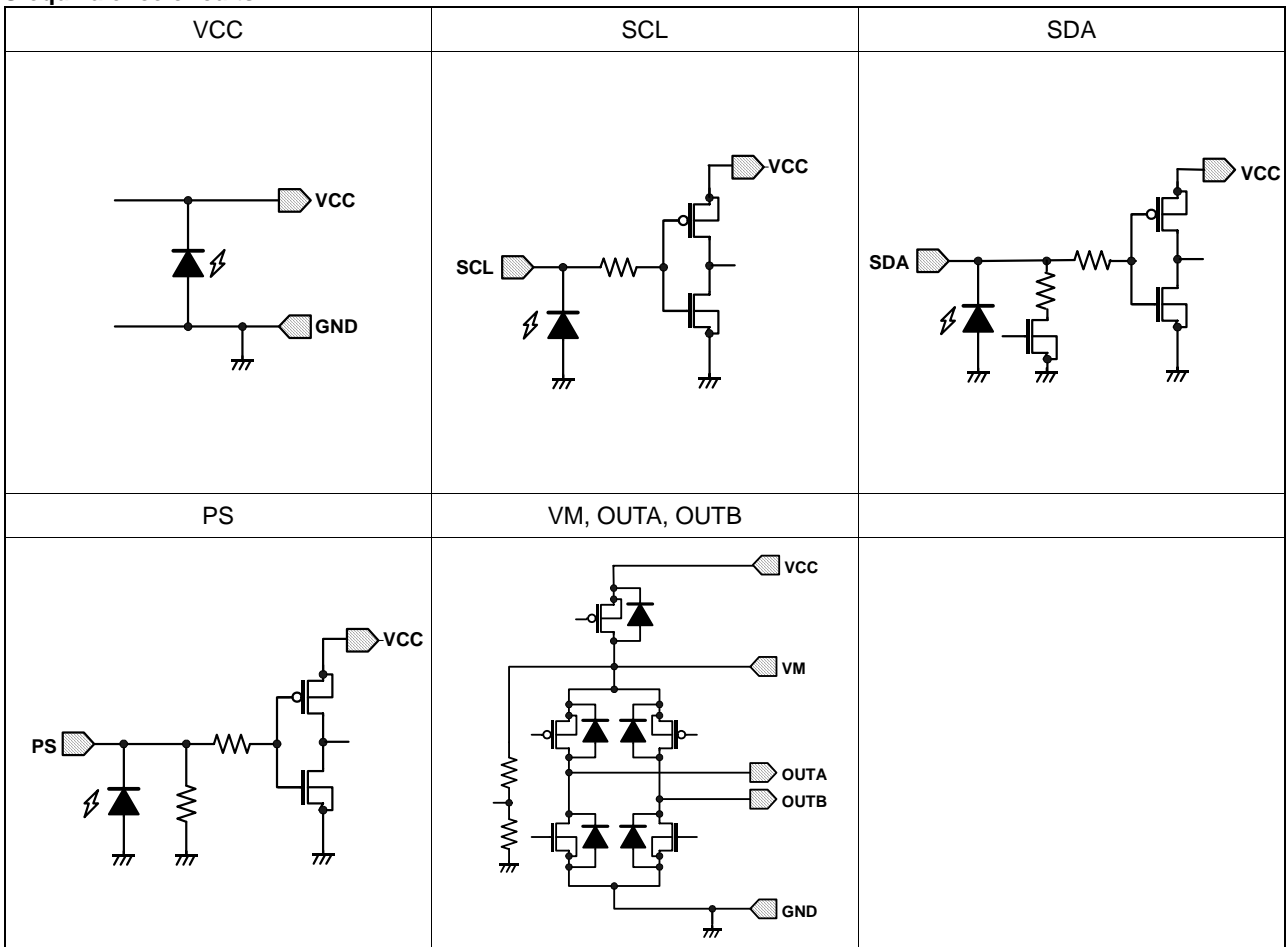 VCC
SCL
SDA
VCC
GND
VCC
SCL
VCC
SDA
PS
VM, OUTA, OUTB
VCC
PS
VCC
VM
OUTA
OUTB
GND